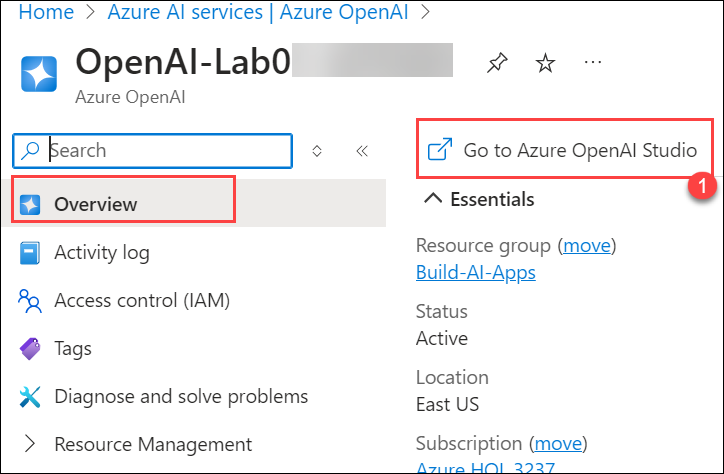 Home > Azure AI services | Azure OpenAI >
OpenAI-Lab0
Azure OpenAI
Search
Go to Azure OpenAI Studio
1
Overview
Essentials
Activity log
Resource group (move)
Build-AI-Apps
Access control (IAM)
Status
Active
Tags
Location
Diagnose and solve problems
East US
Resource Management
Subscription (move)
Azure HOL 3237